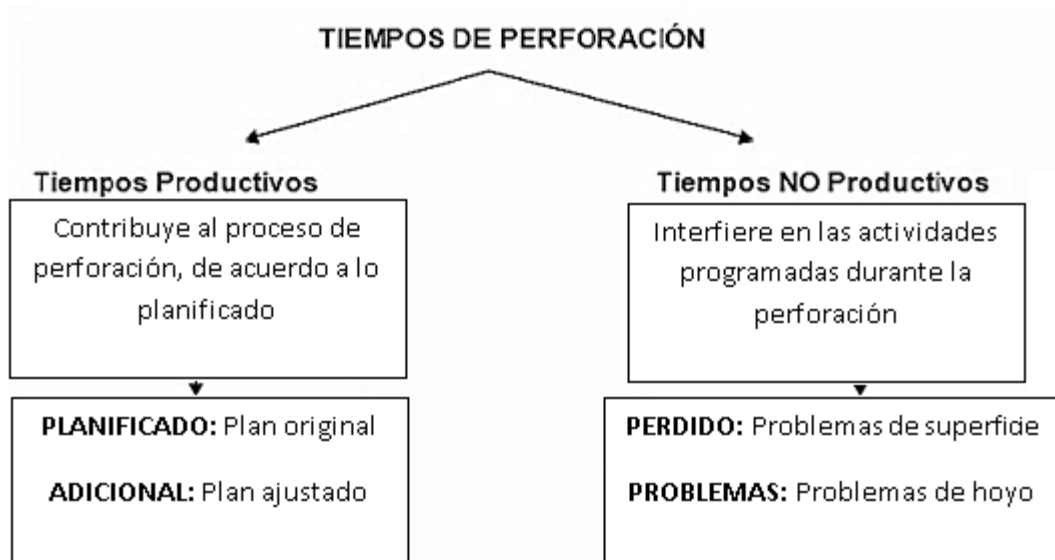 TIEMPOS DE PERFORACIÓN
Tiempos Productivos
Contribuye al proceso de
perforación, de acuerdo a lo
planificado
PLANIFICADO: Plan original
ADICIONAL: Plan ajustado
Tiempos NO Productivos
Interfiere en las actividades
programadas durante la
perforación
PERDIDO: Problemas de superficie
PROBLEMAS: Problemas de hoyo